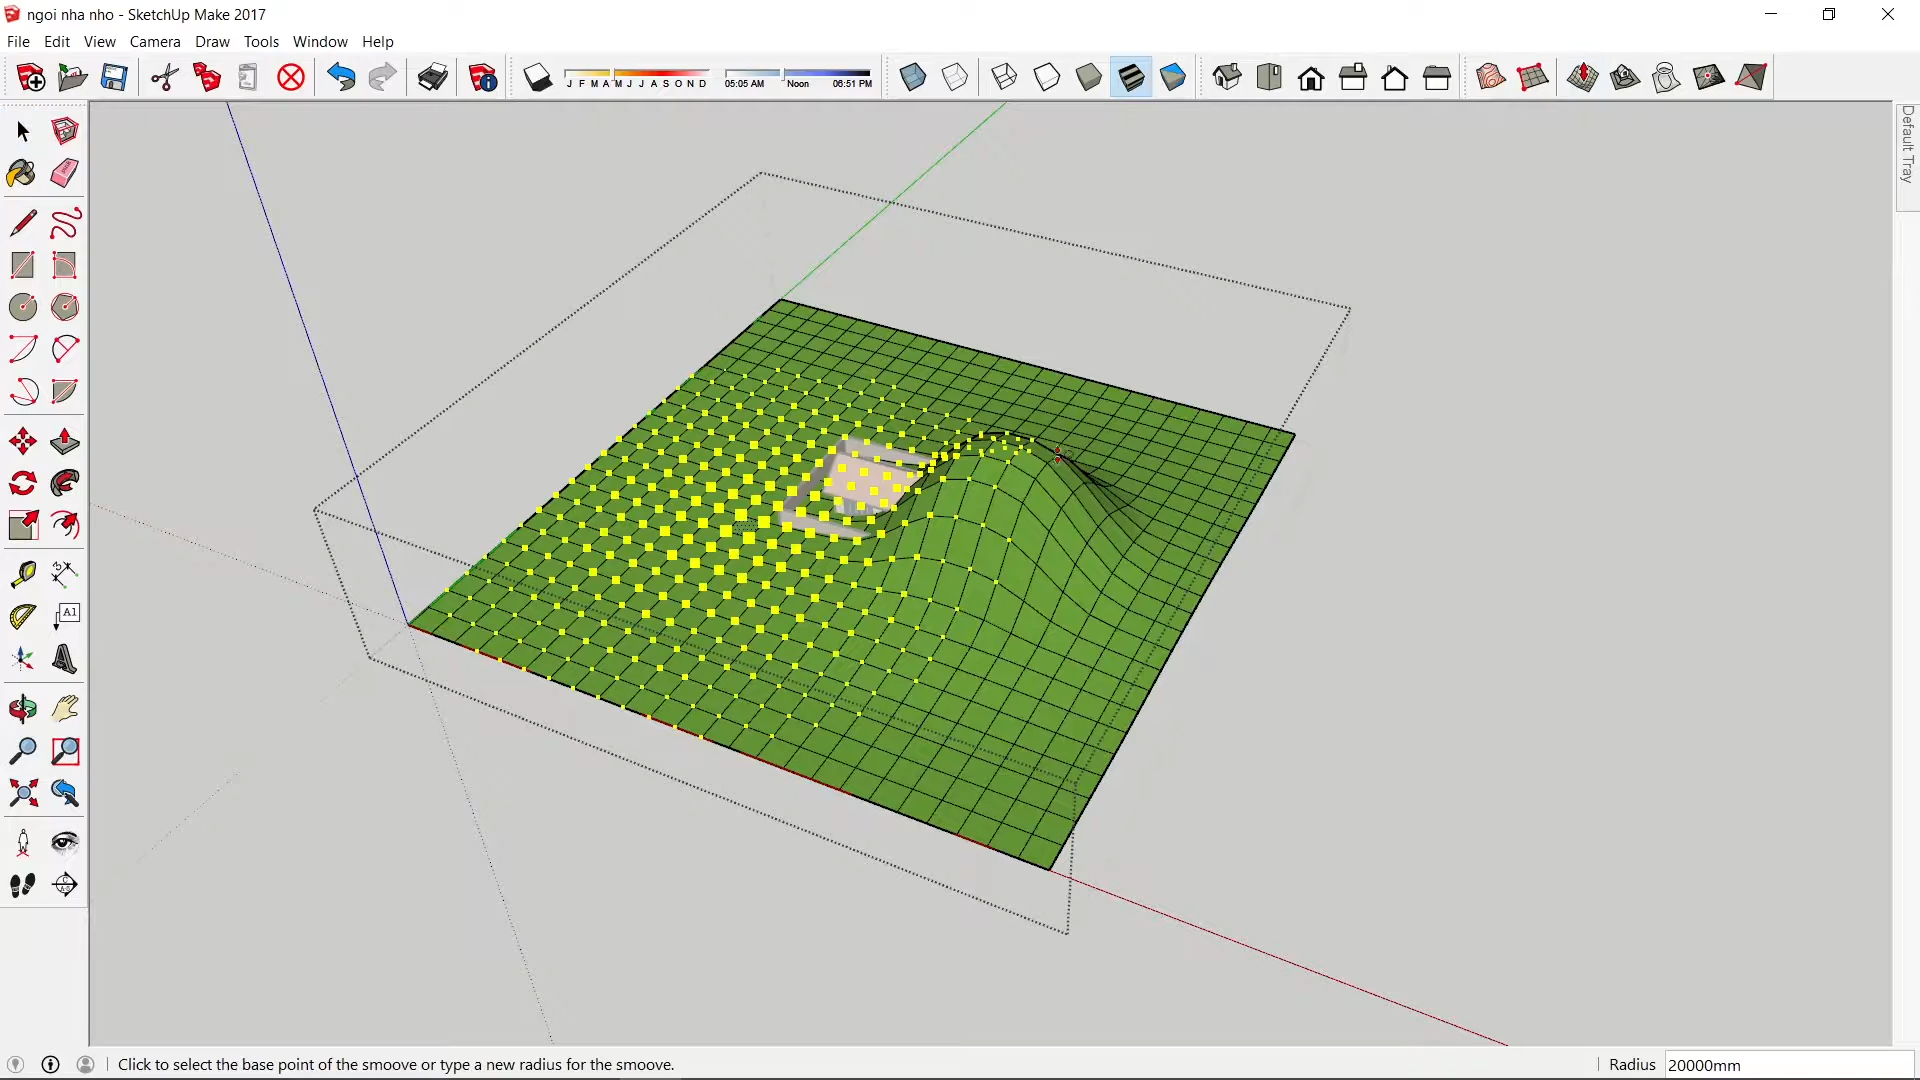 ngoi nha nho - SketchUp Make 2017
File Edit View Camera Draw Tools Window Help
J F M A M J J A S O N D 05:05 AM Noon 06:51 PM
Default Tray
A1
Click to select the base point of the smoove or type a new radius for the smoove. Radius 20000mm